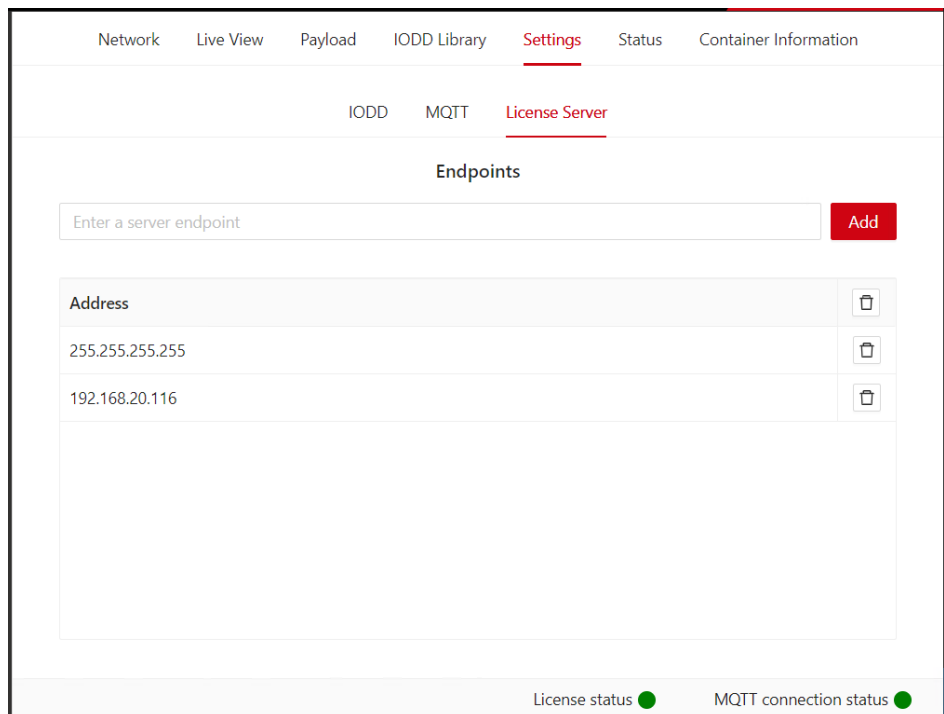 Network Live View Payload IODD Library Settings Status Container Information
IODD MQTT License Server
Endpoints
Enter a server endpoint Add
Address
255.255.255.255
192.168.20.116
License status MQTT connection status